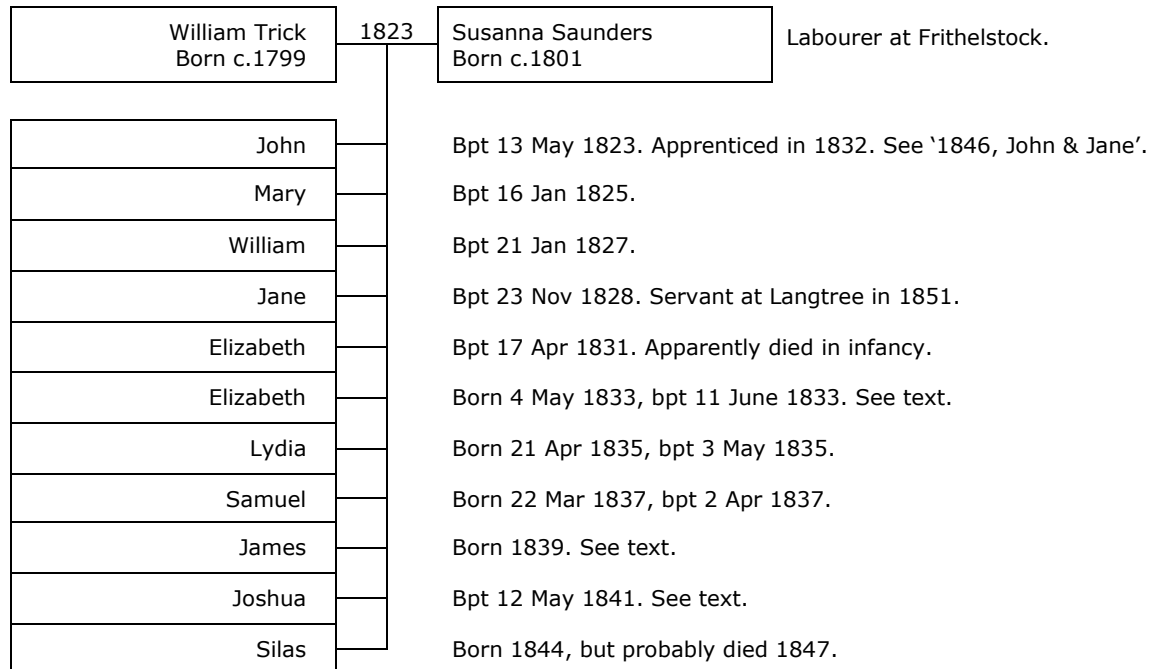 William Trick 1823 Susanna Saunders
Born c.1799 Born c.1801
Labourer at Frithelstock.
John Bpt 13 May 1823. Apprenticed in 1832. See ‘1846, John & Jane’.
Mary Bpt 16 Jan 1825.
William Bpt 21 Jan 1827.
Jane Bpt 23 Nov 1828. Servant at Langtree in 1851.
Elizabeth Bpt 17 Apr 1831. Apparently died in infancy.
Elizabeth Born 4 May 1833, bpt 11 June 1833. See text.
Lydia Born 21 Apr 1835, bpt 3 May 1835.
Samuel Born 22 Mar 1837, bpt 2 Apr 1837.
James Born 1839. See text.
Joshua Bpt 12 May 1841. See text.
Silas Born 1844, but probably died 1847.